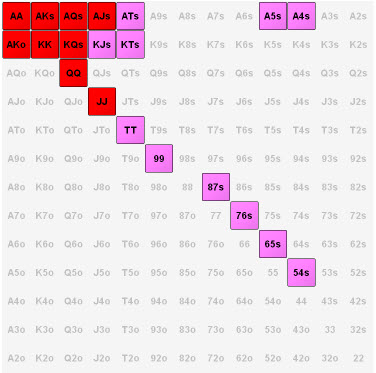 AA AKs AQs AJs ATs A9s A8s A7s A6s A5s A4s A3s A2s
AKo KK KQs KJs KTs K9s K8s K7s K6s K5s K4s K3s K2s
AQo KQo QQ QJs QTs Q9s Q8s Q7s Q6s Q5s Q4s Q3s Q2s
AJo KJo QJo JJ JTs J9s J8s J7s J6s J5s J4s J3s J2s
ATo KTo QTo JTo TT T9s T8s T7s T6s T5s T4s T3s T2s
A9o K9o Q9o J9o T9o 99 98s 97s 96s 95s 94s 93s 92s
A8o K8o Q8o J8o T8o 98o 88 87s 86s 85s 84s 83s 82s
A7o K7o Q7o J7o T7o 97o 87o 77 76s 75s 74s 73s 72s
A6o K6o Q6o J6o T6o 96o 86o 76o 66 65s 64s 63s 62s
A5o K5o Q5o J5o T5o 95o 85o 75o 65o 55 54s 53s 52s
A4o K4o Q4o J4o T4o 94o 84o 74o 64o 54o 44 43s 42s
A3o K3o Q3o J3o T3o 93o 83o 73o 63o 53o 43o 33 32s
A2o K2o Q2o J2o T2o 92o 82o 72o 62o 52o 42o 32o 22